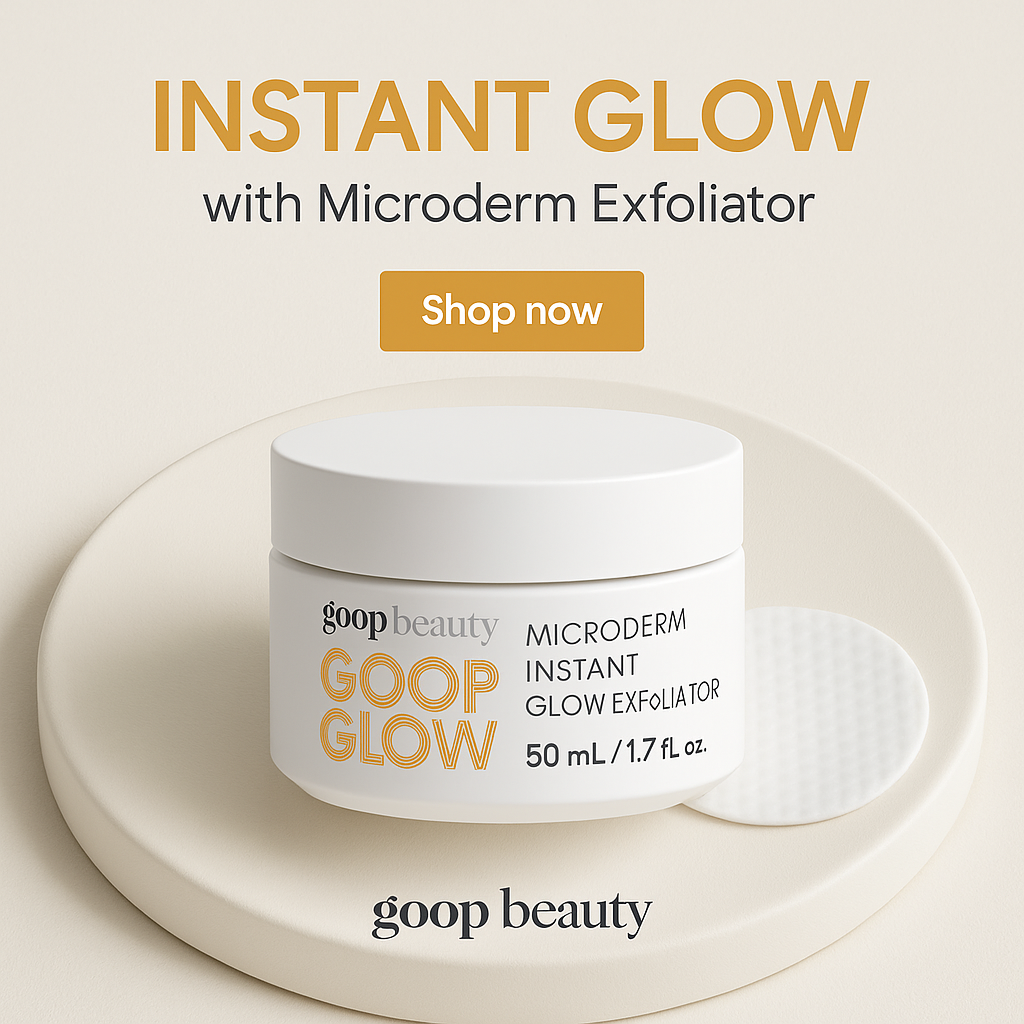 INSTANT GLOW
with Microderm Exfoliator
Shop now
goop beauty
GOOP
GLOW
MICRODERM
INSTANT
GLOW EXFOLIATOR
50 mL / 1.7 fL oz.
goop beauty